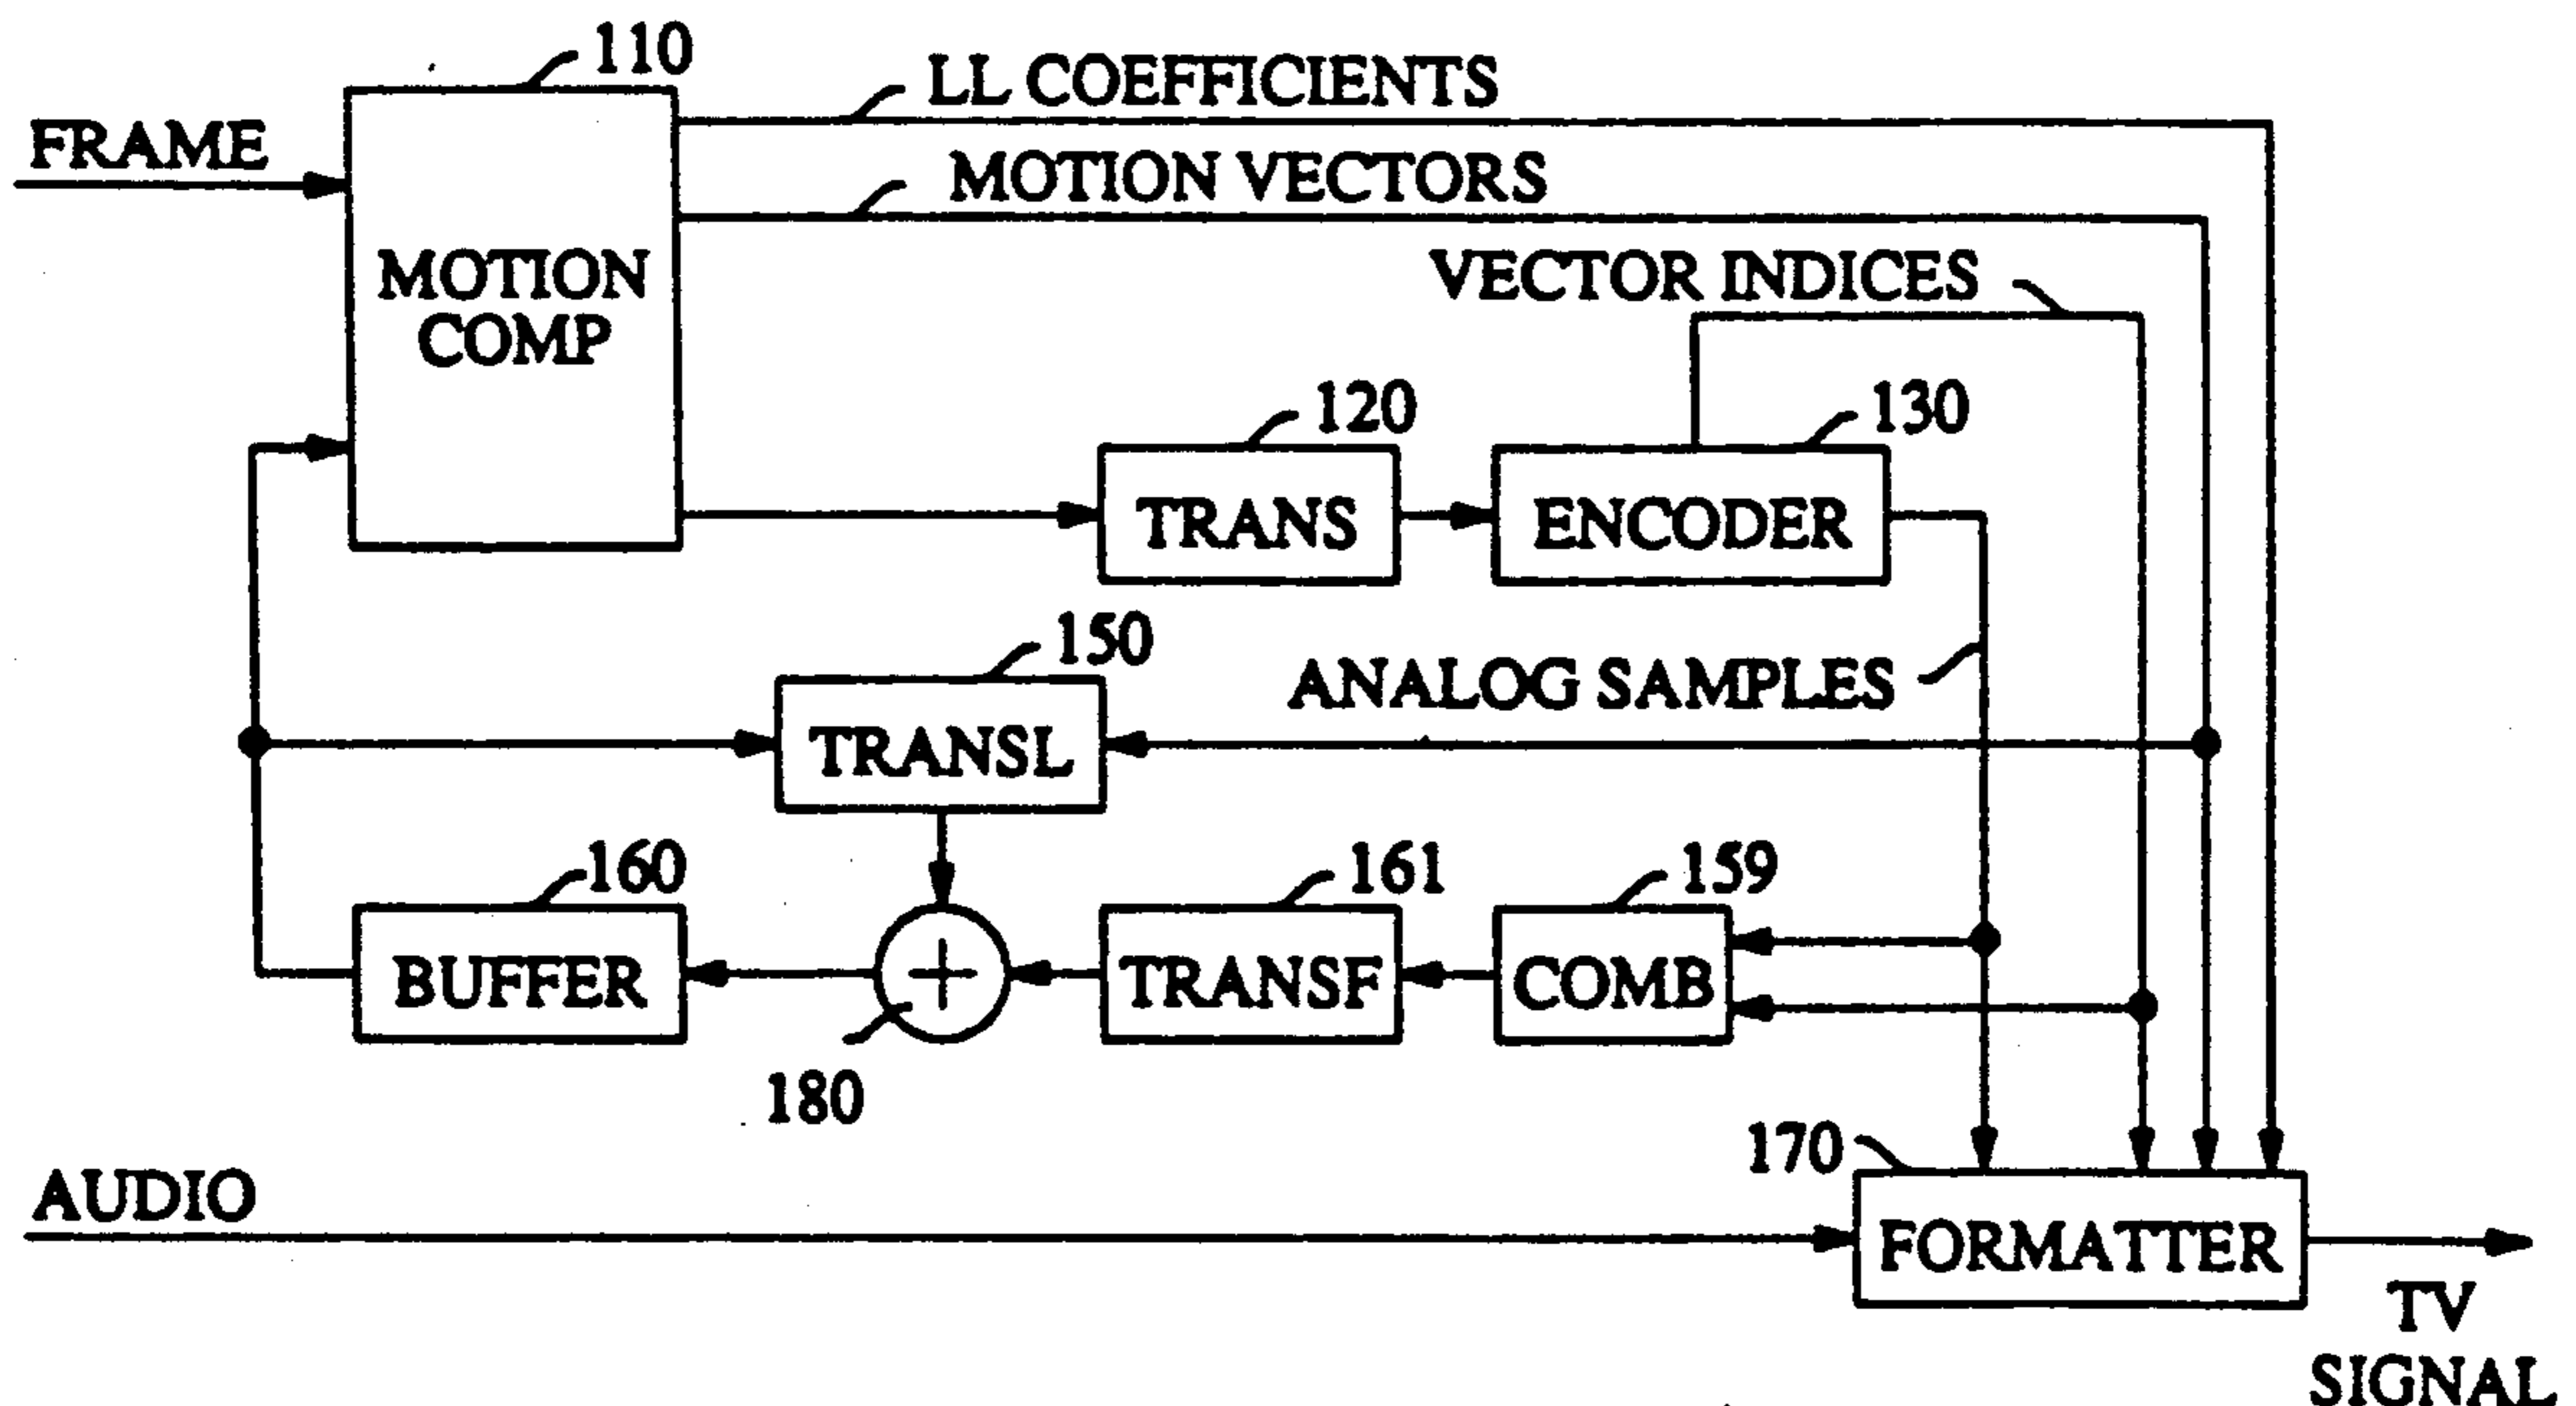 110
LL COEFFICIENTS
FRAME
MOTION VECTORS
MOTION
COMP
VECTOR INDICES
120
130
TRANS
ENCODER
150
ANALOG SAMPLES
TRANSL
160
161
159
BUFFER
+
TRANSF
COMB
180
170
AUDIO
FORMATTER
TV
SIGNAL